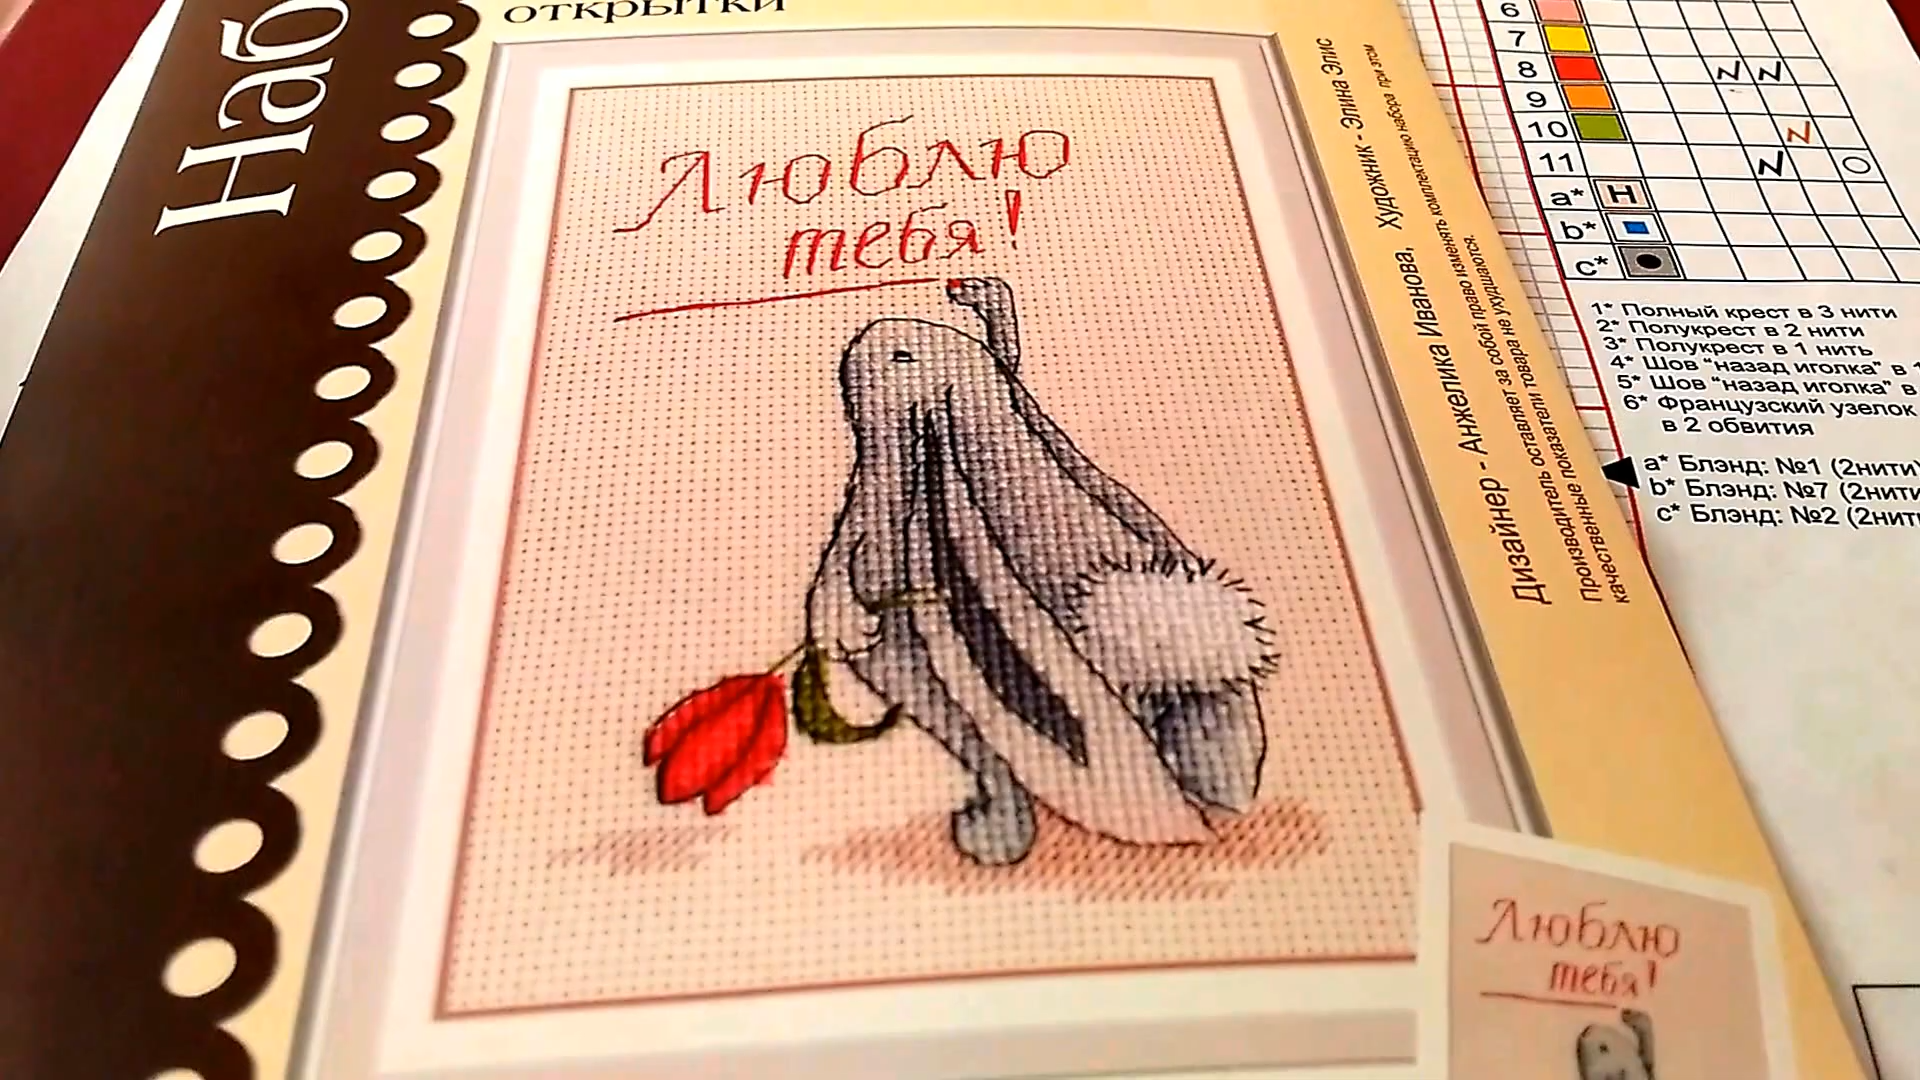 Наб
открытки
Люблю
тебя!
Дизайнер - Анжелика Иванова, Художник - Элина Эллис
Производитель оставляет за собой право изменять комплектацию набора при этом
качественные показатели товара не ухудшаются.
6
7
8 N N
9
10 N
11 N
a* H
b*
c*
1* Полный крест в 3 нити
2* Полукрест в 2 нити
3* Полукрест в 1 нить
4* Шов “назад иголка” в 1
5* Шов “назад иголка” в
6* Французский узелок
в 2 обвития
a* Блэнд: №1 (2нити)
b* Блэнд: №7 (2нити
c* Блэнд: №2 (2нит
Люблю
тебя!